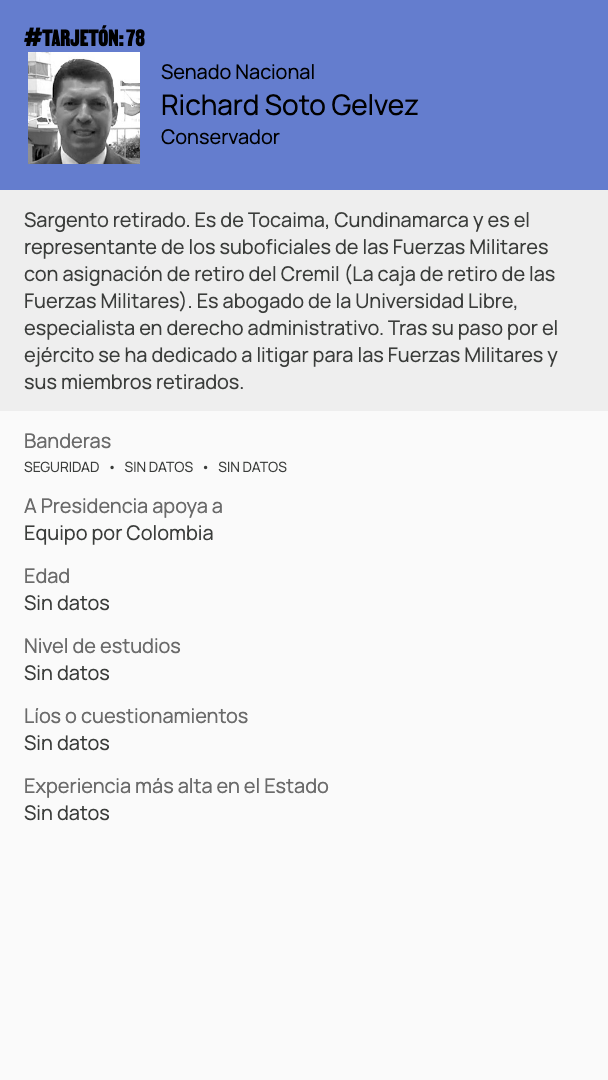 #TARJETÓN: 78
Senado Nacional
Richard Soto Gelvez
Conservador
Sargento retirado. Es de Tocaima, Cundinamarca y es el
representante de los suboficiales de las Fuerzas Militares
con asignación de retiro del Cremil (La caja de retiro de las
Fuerzas Militares). Es abogado de la Universidad Libre,
especialista en derecho administrativo. Tras su paso por el
ejército se ha dedicado a litigar para las Fuerzas Militares y
sus miembros retirados.
Banderas
SEGURIDAD • SIN DATOS • SIN DATOS
A Presidencia apoya a
Equipo por Colombia
Edad
Sin datos
Nivel de estudios
Sin datos
Líos o cuestionamientos
Sin datos
Experiencia más alta en el Estado
Sin datos